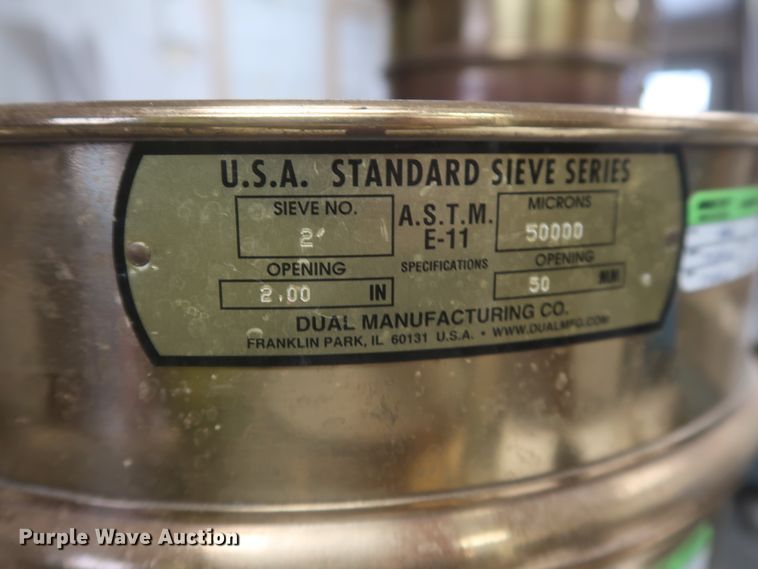 U.S.A. STANDARD SIEVE SERIES
SIEVE NO.
2"
A.S.T.M.
E-11
SPECIFICATIONS
MICRONS
50000
OPENING
2.00 IN
OPENING
50 MM
DUAL MANUFACTURING CO.
FRANKLIN PARK, IL 60131 U.S.A. • WWW.DUALMFG.COM
Purple Wave Auction